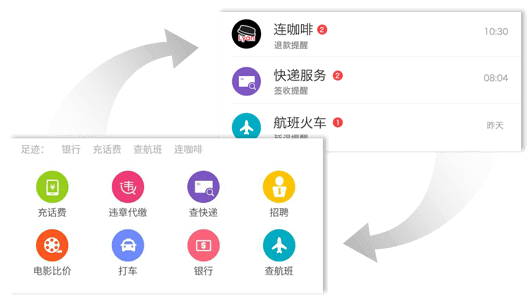 连咖啡 2 10:30
退款提醒
快递服务 2 08:04
签收提醒
航班火车 1 昨天
足迹: 银行 充话费 查航班 连咖啡
充话费 违章代缴 查快递 招聘
电影比价 打车 银行 查航班